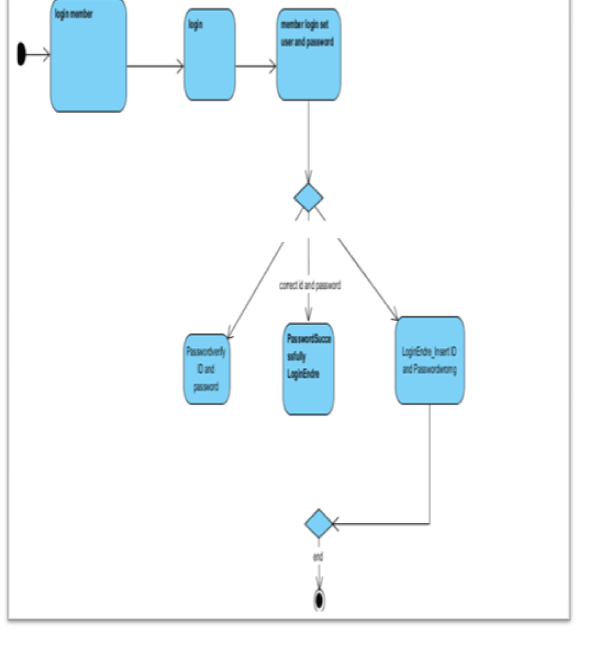 login member
login
member login set
user and password
correct id and password
Passwordverify
ID and
password
PasswordSucce
ssfully
LoginEndre
LoginEndre_Insert ID
and Passwordwromg
end